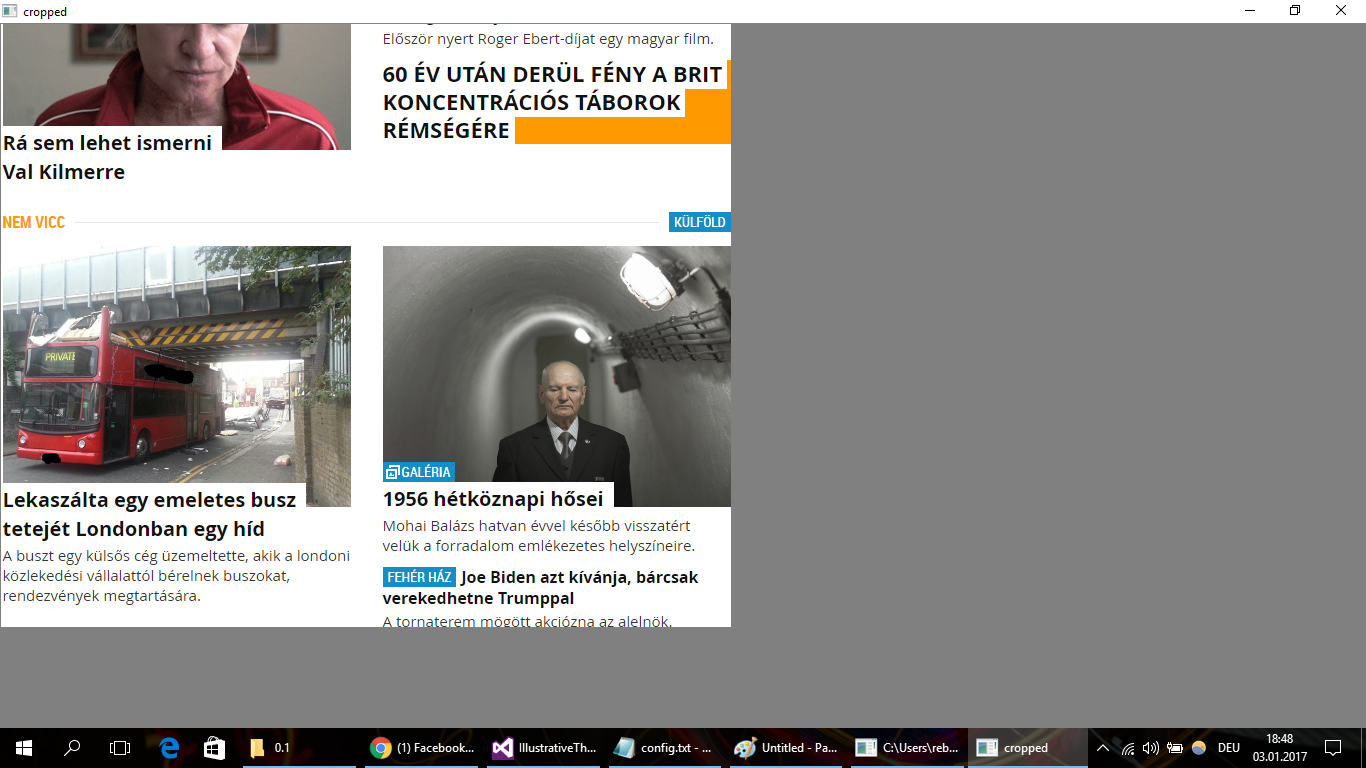 cropped
Először nyert Roger Ebert-díjat egy magyar film.
60 ÉV UTÁN DERÜL FÉNY A BRIT
KONCENTRÁCIÓS TÁBOROK
RÉMSÉGÉRE
Rá sem lehet ismerni
Val Kilmerre
NEM VICC
KÜLFÖLD
PRIVATE
GALÉRIA
Lekaszálta egy emeletes busz
tetejét Londonban egy híd
A buszt egy külsős cég üzemeltette, akik a londoni
közlekedési vállalattól bérelnek buszokat,
rendezvények megtartására.
1956 hétköznapi hősei
Mohai Balázs hatvan évvel később visszatért
velük a forradalom emlékezetes helyszíneire.
FEHÉR HÁZ Joe Biden azt kívánja, bárcsak
verekedhetne Trumppal
A tornaterem mögött akciózna az alelnök.
0.1
(1) Facebook...
IllustrativeTh...
config.txt - ...
Untitled - Pa...
C:\Users\reb...
cropped
DEU
18:48
03.01.2017